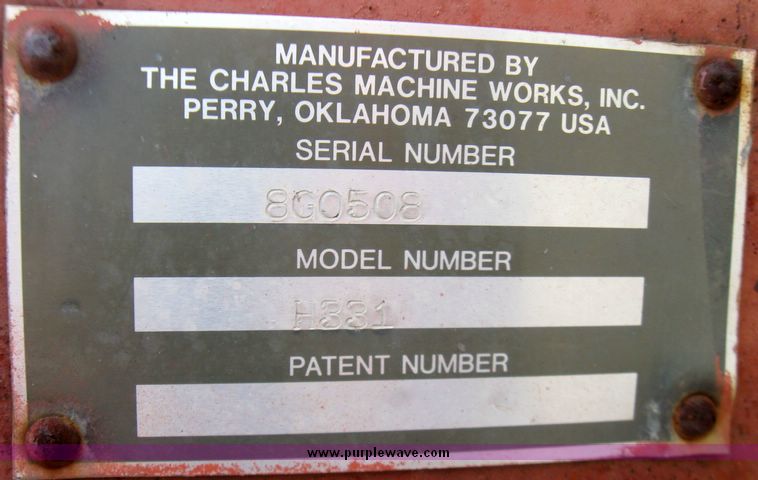 MANUFACTURED BY
THE CHARLES MACHINE WORKS, INC.
PERRY, OKLAHOMA 73077 USA
SERIAL NUMBER
8G0508
MODEL NUMBER
H331
PATENT NUMBER
www.purplewave.com